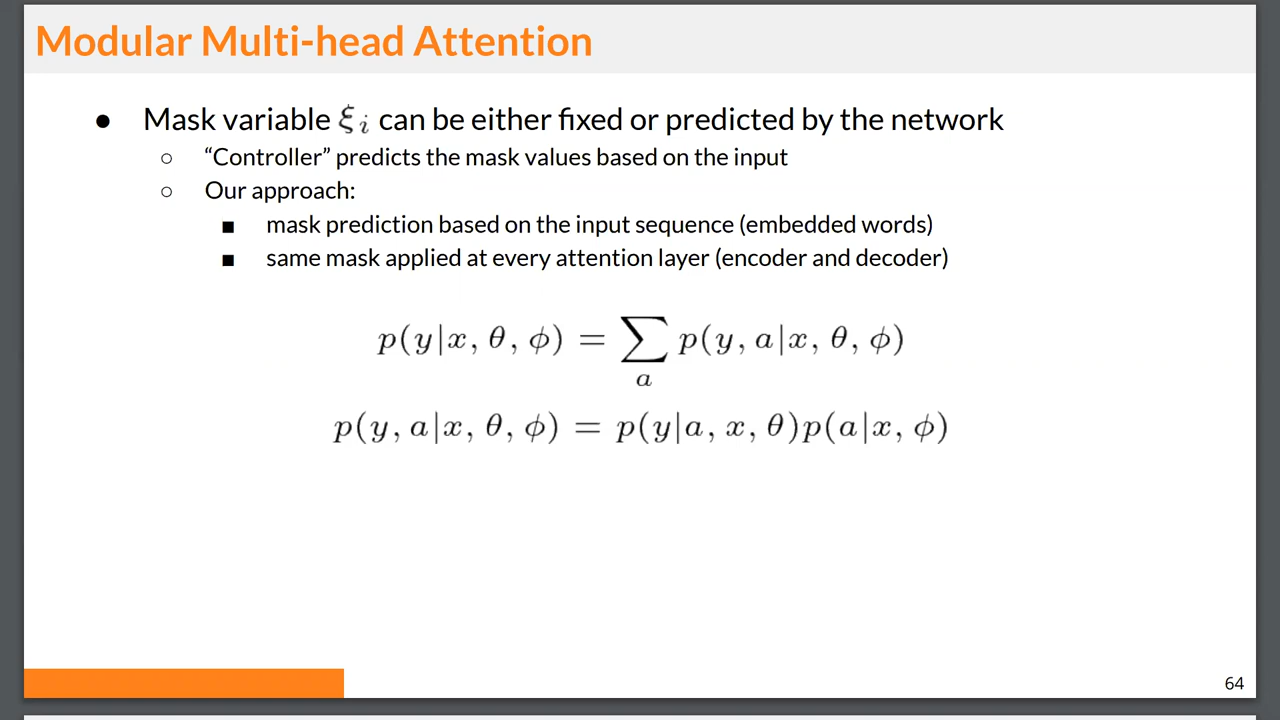 Modular Multi-head Attention
● Mask variable ξᵢ can be either fixed or predicted by the network
○ “Controller” predicts the mask values based on the input
○ Our approach:
■ mask prediction based on the input sequence (embedded words)
■ same mask applied at every attention layer (encoder and decoder)
p(y|x, θ, ϕ) = ∑ p(y, a|x, θ, ϕ)
a
p(y, a|x, θ, ϕ) = p(y|a, x, θ)p(a|x, ϕ)
64